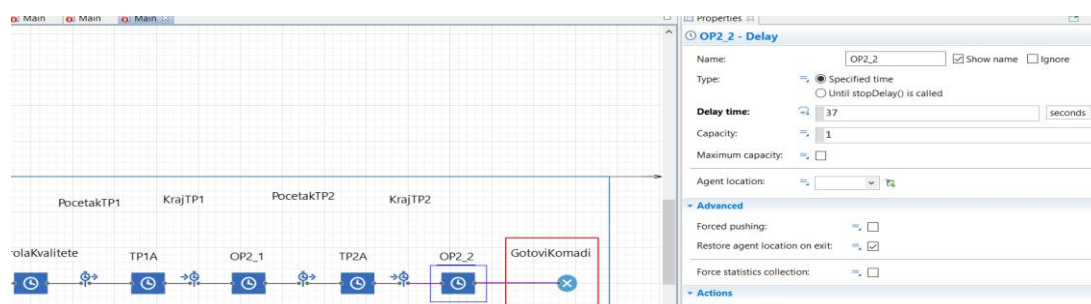 Main
Main
Main
PocetakTP1
KrajTP1
PocetakTP2
KrajTP2
rolaKvalitete
TP1A
OP2_1
TP2A
OP2_2
GotoviKomadi
Properties
OP2_2 - Delay
Name:
OP2_2
Show name
Ignore
Type:
Specified time
Until stopDelay() is called
Delay time:
37
seconds
Capacity:
1
Maximum capacity:
Agent location:
Advanced
Forced pushing:
Restore agent location on exit:
Force statistics collection:
Actions